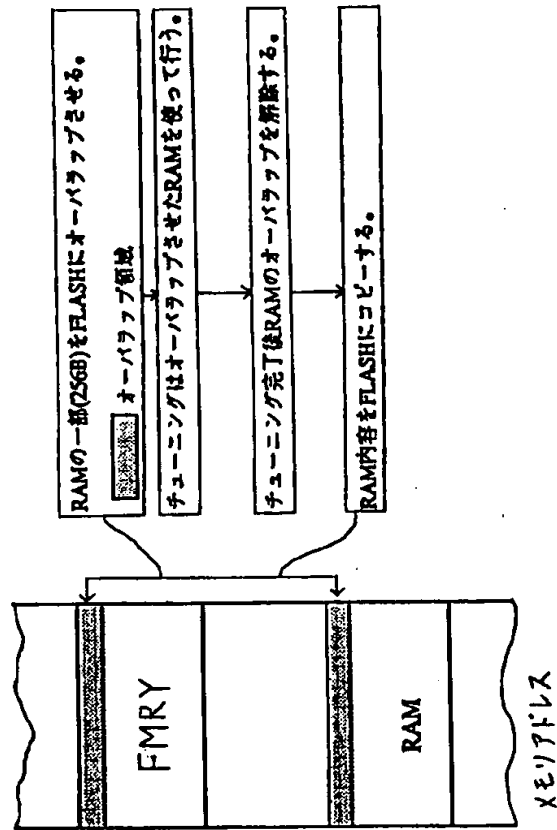 RAMの一部(256B)をFLASHにオーバラップさせる。
オーバラップ領域
チューニングはオーバラップさせたRAMを使って行う。
チューニング完了後RAMのオーバラップを解除する。
RAM内容をFLASHにコピーする。
FMRY
RAM
メモリアドレス